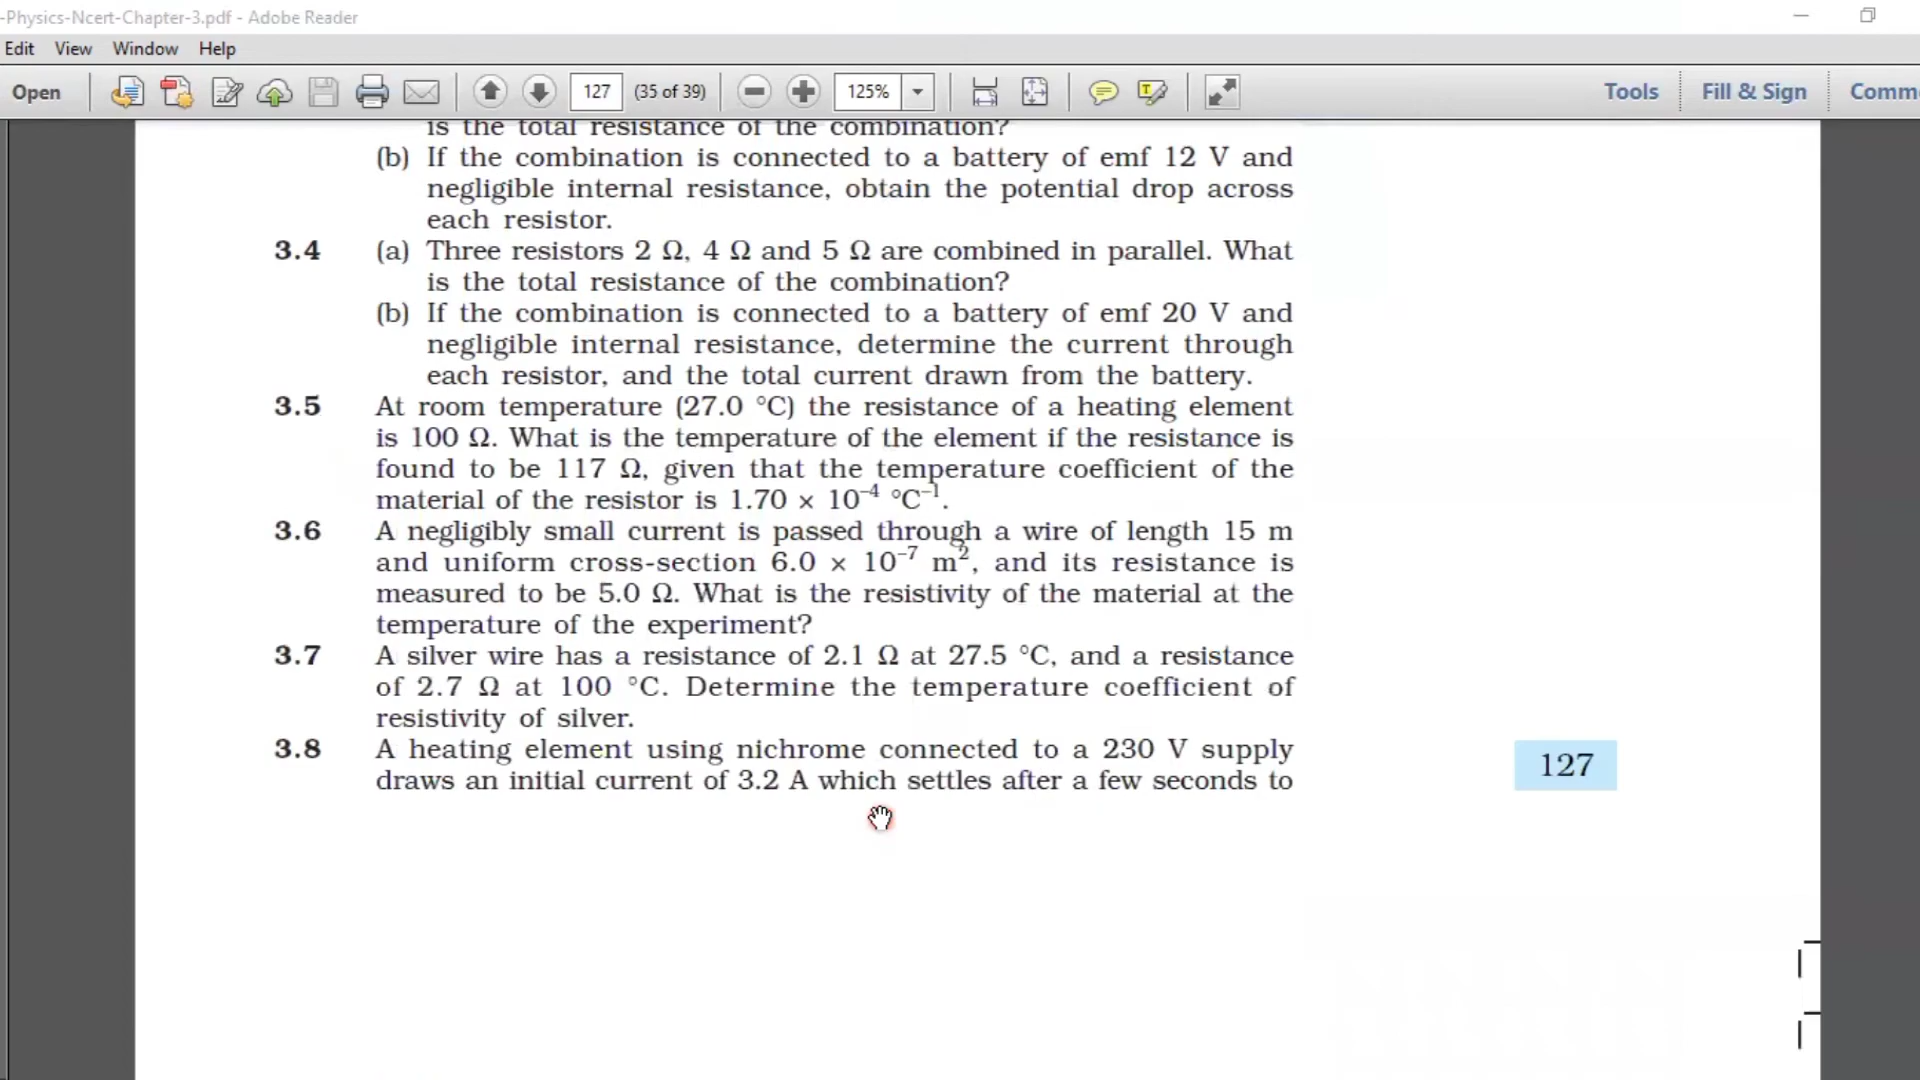 -Physics-Ncert-Chapter-3.pdf - Adobe Reader
Edit View Window Help
Open 127 (35 of 39) 125% Tools Fill & Sign Comm
is the total resistance of the combination?
(b) If the combination is connected to a battery of emf 12 V and
negligible internal resistance, obtain the potential drop across
each resistor.
3.4 (a) Three resistors 2 Ω, 4 Ω and 5 Ω are combined in parallel. What
is the total resistance of the combination?
(b) If the combination is connected to a battery of emf 20 V and
negligible internal resistance, determine the current through
each resistor, and the total current drawn from the battery.
3.5 At room temperature (27.0 °C) the resistance of a heating element
is 100 Ω. What is the temperature of the element if the resistance is
found to be 117 Ω, given that the temperature coefficient of the
material of the resistor is 1.70 × 10⁻⁴ °C⁻¹.
3.6 A negligibly small current is passed through a wire of length 15 m
and uniform cross-section 6.0 × 10⁻⁷ m², and its resistance is
measured to be 5.0 Ω. What is the resistivity of the material at the
temperature of the experiment?
3.7 A silver wire has a resistance of 2.1 Ω at 27.5 °C, and a resistance
of 2.7 Ω at 100 °C. Determine the temperature coefficient of
resistivity of silver.
3.8 A heating element using nichrome connected to a 230 V supply
draws an initial current of 3.2 A which settles after a few seconds to
127